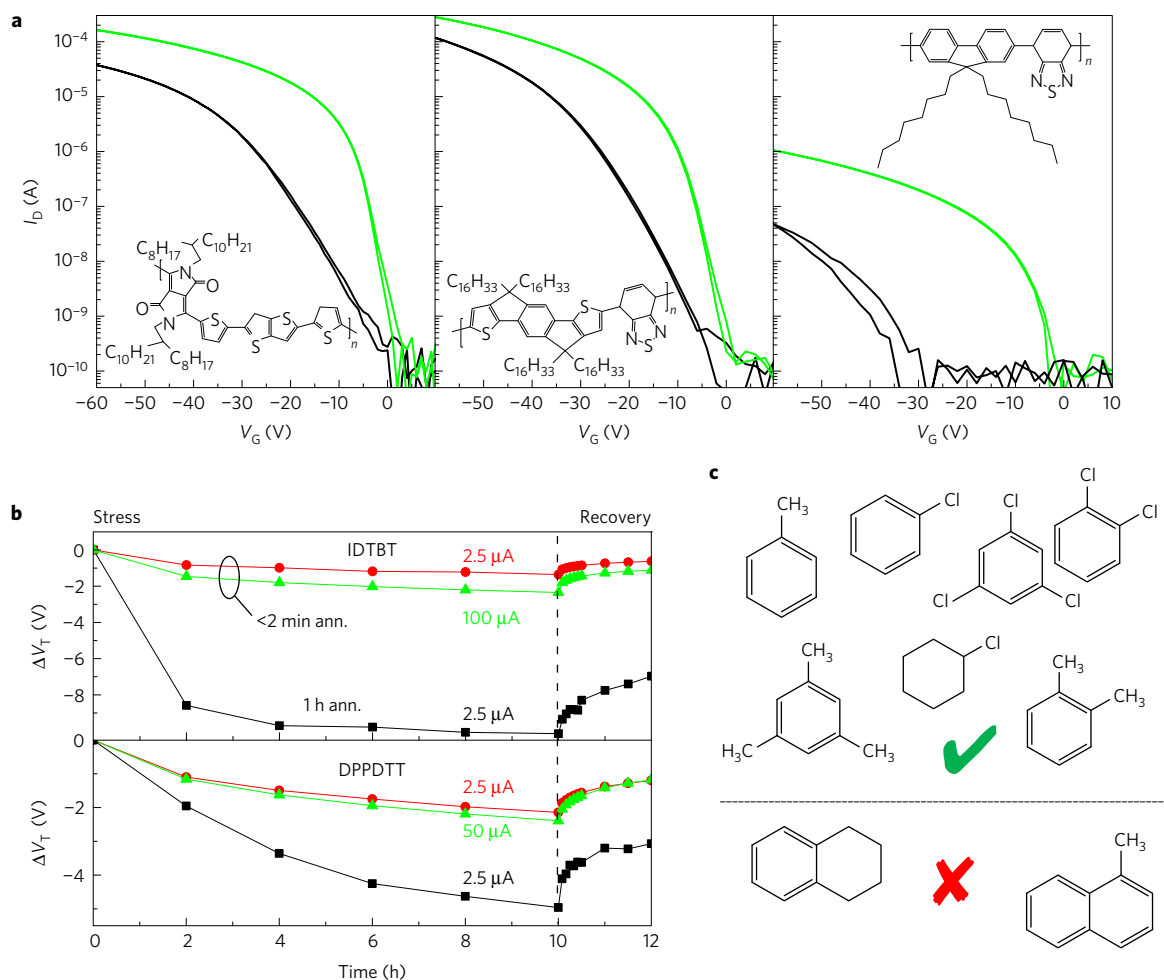 a
10⁻⁴
10⁻⁵
10⁻⁶
10⁻⁷
10⁻⁸
10⁻⁹
10⁻¹⁰
I_D (A)
C₈H₁₇
C₁₀H₂₁
N
O
O
N
S
S
S
S
n
C₁₀H₂₁
C₈H₁₇
−60 −50 −40 −30 −20 −10 0
V_G (V)
C₁₆H₃₃
C₁₆H₃₃
S
S
n
N
S
N
C₁₆H₃₃
C₁₆H₃₃
−50 −40 −30 −20 −10 0
V_G (V)
n
N
S
N
−50 −40 −30 −20 −10 0 10
V_G (V)
b
Stress Recovery
0
−2
−4
−6
−8
ΔV_T (V)
IDTBT
2.5 μA
100 μA
<2 min ann.
1 h ann.
2.5 μA
0
−2
−4
ΔV_T (V)
DPPDTT
2.5 μA
50 μA
2.5 μA
0 2 4 6 8 10 12
Time (h)
c
CH₃
Cl
Cl
Cl
Cl
Cl
Cl
CH₃
H₃C
CH₃
Cl
CH₃
CH₃
CH₃